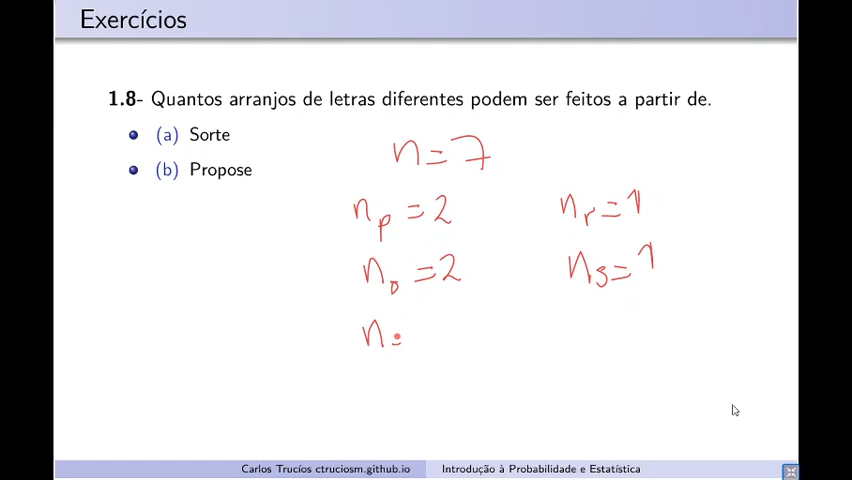 Exercícios
1.8- Quantos arranjos de letras diferentes podem ser feitos a partir de.
(a) Sorte
(b) Propose
n=7
n_p = 2
n_r = 1
n_o = 2
n_s = 1
n
Carlos Trucíos ctruciosm.github.io Introdução à Probabilidade e Estatística